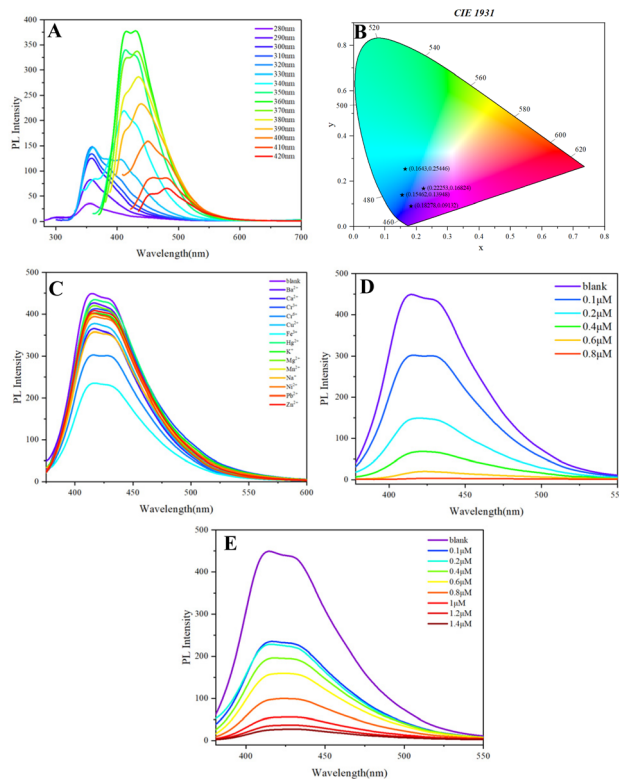 A
PL Intensity
400
350
300
250
200
150
100
50
0
300
400
500
600
700
Wavelength(nm)
280nm
290nm
300nm
310nm
320nm
330nm
340nm
350nm
360nm
370nm
380nm
390nm
400nm
410nm
420nm
CIE 1931
B
y
0.8
0.6
0.4
0.2
0.0
0.0
0.1
0.2
0.3
0.4
0.5
0.6
0.7
0.8
x
520
540
560
580
600
620
500
480
460
(0.1643,0.25446)
(0.15462,0.13948)
C
PL Intensity
500
400
300
200
100
0
400
450
500
550
600
Wavelength(nm)
blank
Ba²⁺
Ca²⁺
Cr³⁺
Cr⁶⁺
Cu²⁺
Fe³⁺
Hg²⁺
K⁺
Mg²⁺
Mn²⁺
Na⁺
Ni²⁺
Pb²⁺
Zn²⁺
D
PL Intensity
500
400
300
200
100
0
400
450
500
550
Wavelength(nm)
blank
0.1μM
0.2μM
0.4μM
0.6μM
0.8μM
E
PL Intensity
500
400
300
200
100
0
400
450
500
550
Wavelength(nm)
blank
0.1μM
0.2μM
0.4μM
0.6μM
0.8μM
1μM
1.2μM
1.4μM